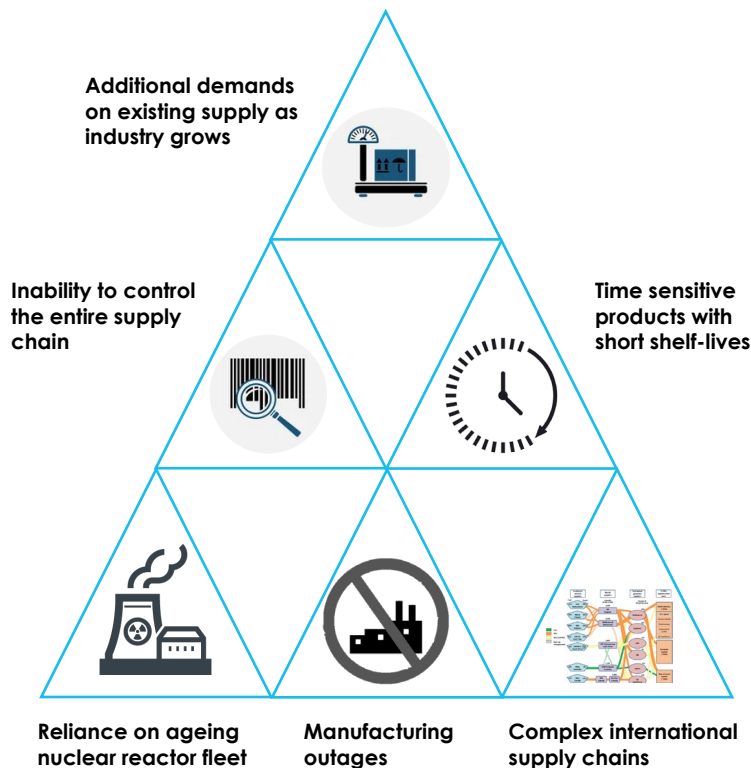 Additional demands
on existing supply as
industry grows
Inability to control
the entire supply
chain
Time sensitive
products with
short shelf-lives
Reliance on ageing
nuclear reactor fleet
Manufacturing
outages
Complex international
supply chains